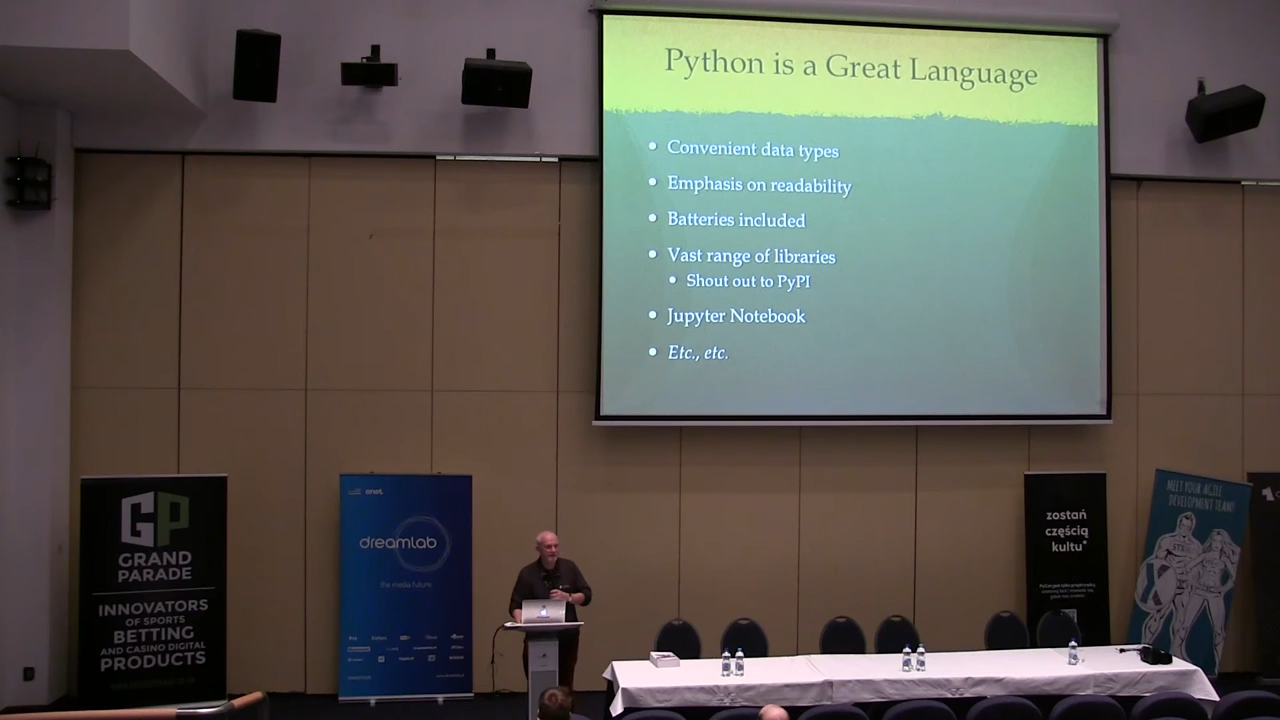 Python is a Great Language
Convenient data types
Emphasis on readability
Batteries included
Vast range of libraries
Shout out to PyPI
Jupyter Notebook
Etc., etc.
GP
GRAND
PARADE
INNOVATORS
OF SPORTS
BETTING
AND CASINO DIGITAL
PRODUCTS
onet.
dreamlab
the media future
zostań
częścią
kultu*
MEET YOUR AGILE
DEVELOPMENT TEAM!